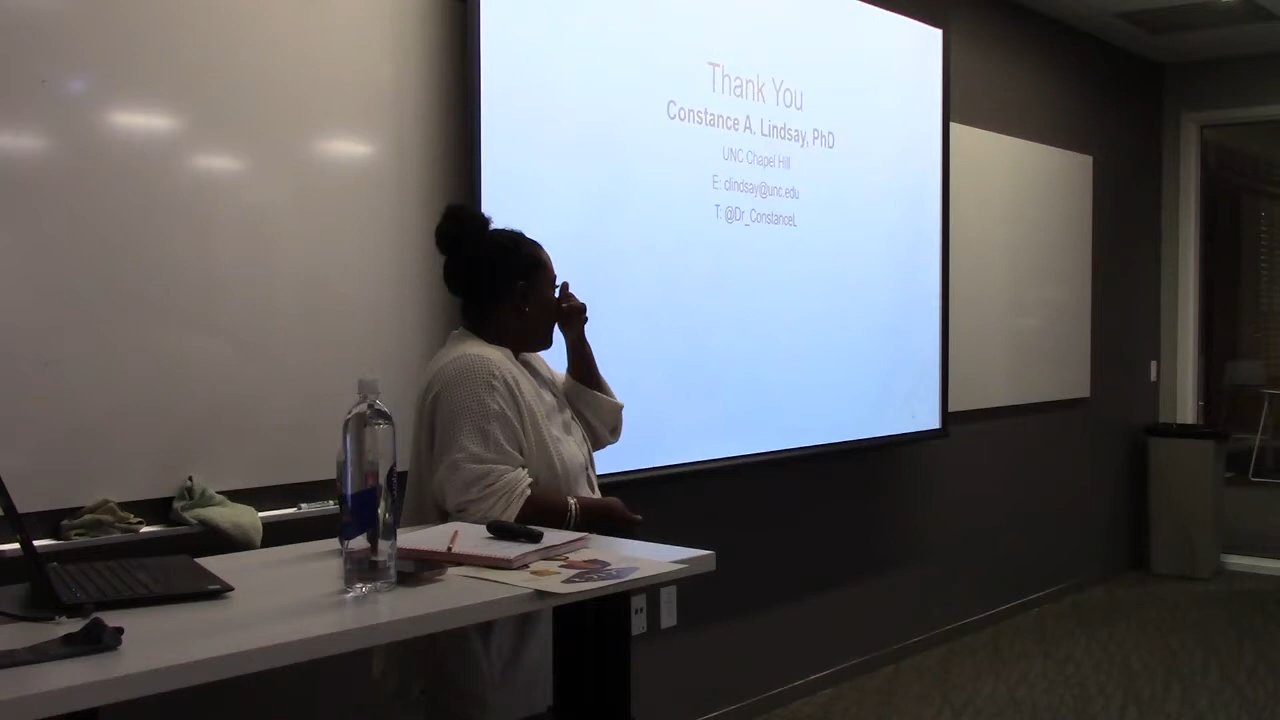 Thank You
Constance A. Lindsay, PhD
UNC Chapel Hill
E: clindsay@unc.edu
T: @Dr_ConstanceL